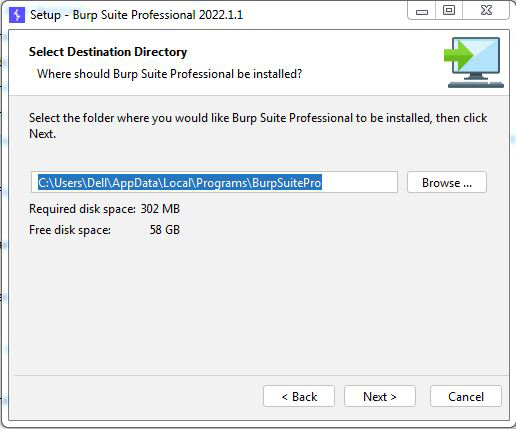 Setup - Burp Suite Professional 2022.1.1
Select Destination Directory
Where should Burp Suite Professional be installed?
Select the folder where you would like Burp Suite Professional to be installed, then click
Next.
C:\Users\Dell\AppData\Local\Programs\BurpSuitePro
Browse ...
Required disk space: 302 MB
Free disk space: 58 GB
< Back
Next >
Cancel